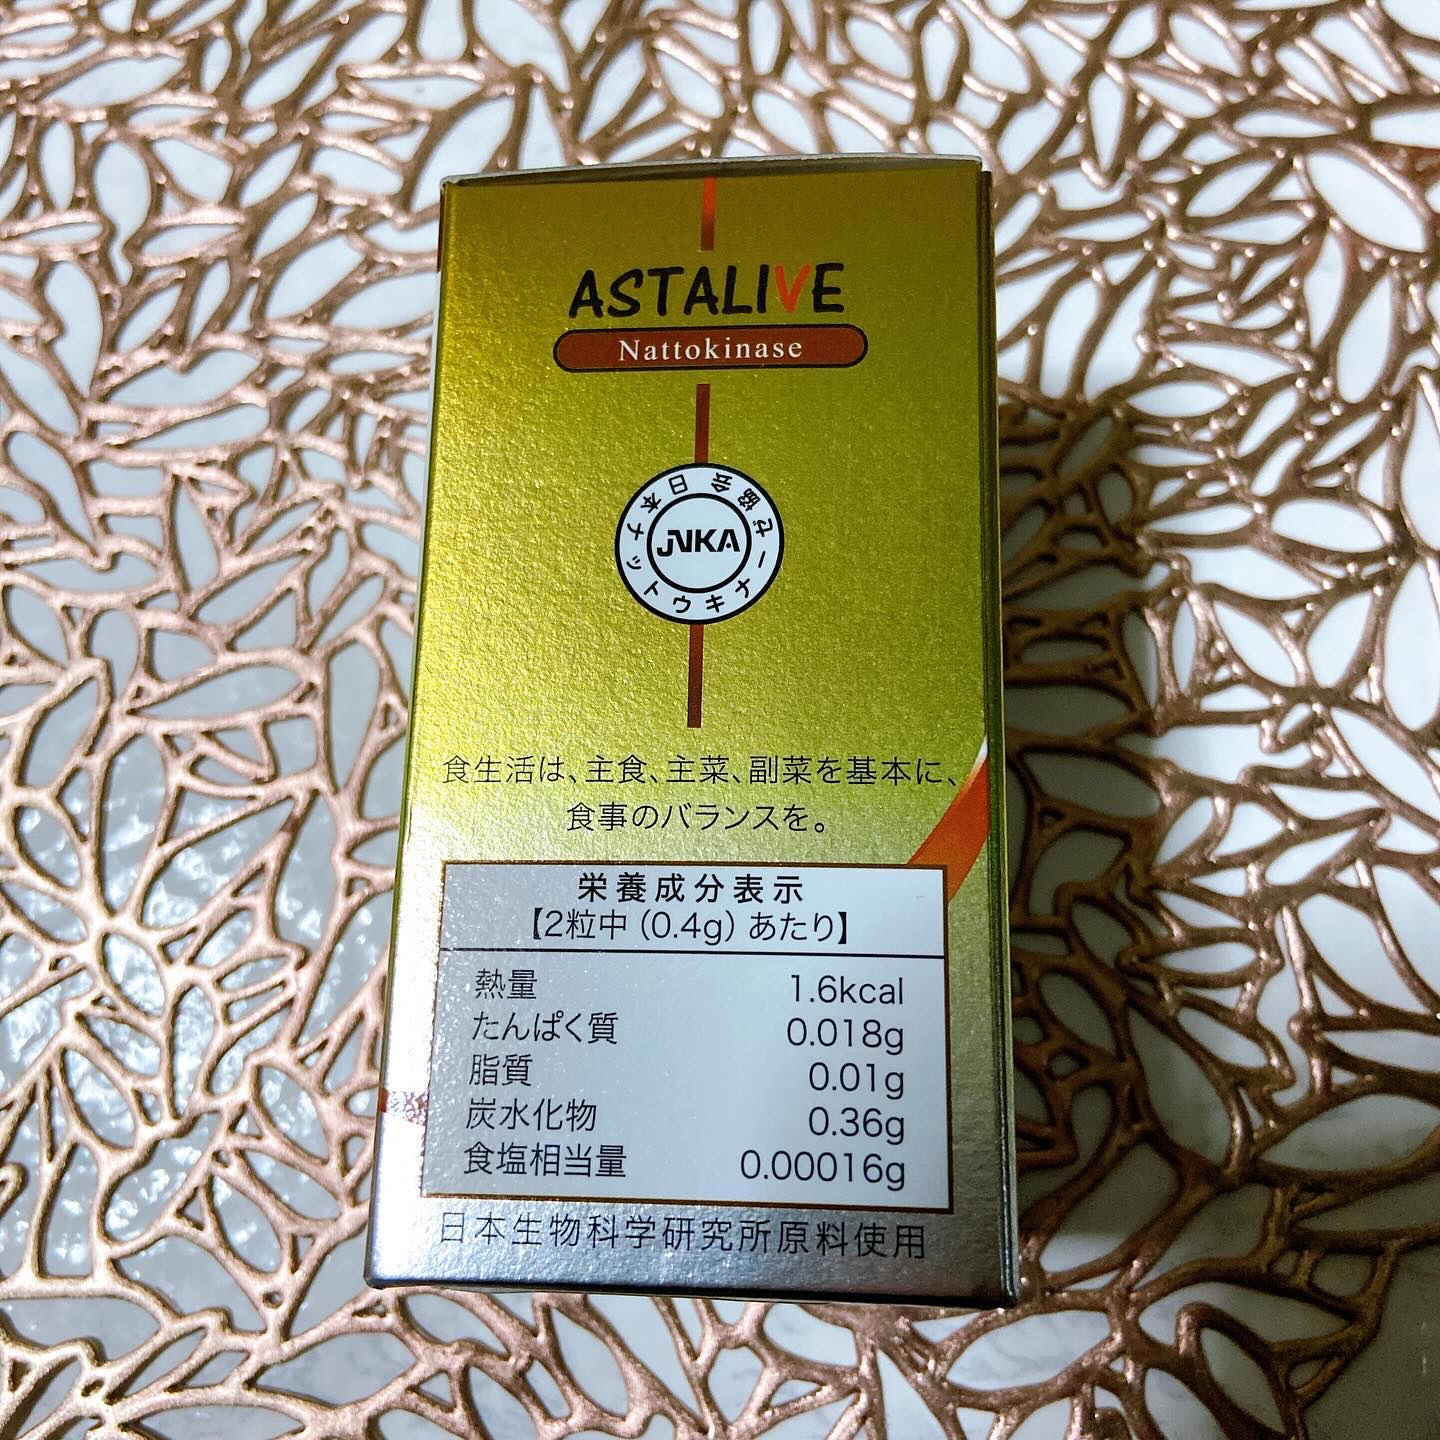 ASTALIVE
Nattokinase
日本ナットウキナーゼ協会
JNKA
食生活は、主食、主菜、副菜を基本に、
食事のバランスを。
栄養成分表示
【2粒中（0.4g）あたり】
熱量 1.6kcal
たんぱく質 0.018g
脂質 0.01g
炭水化物 0.36g
食塩相当量 0.00016g
日本生物科学研究所原料使用